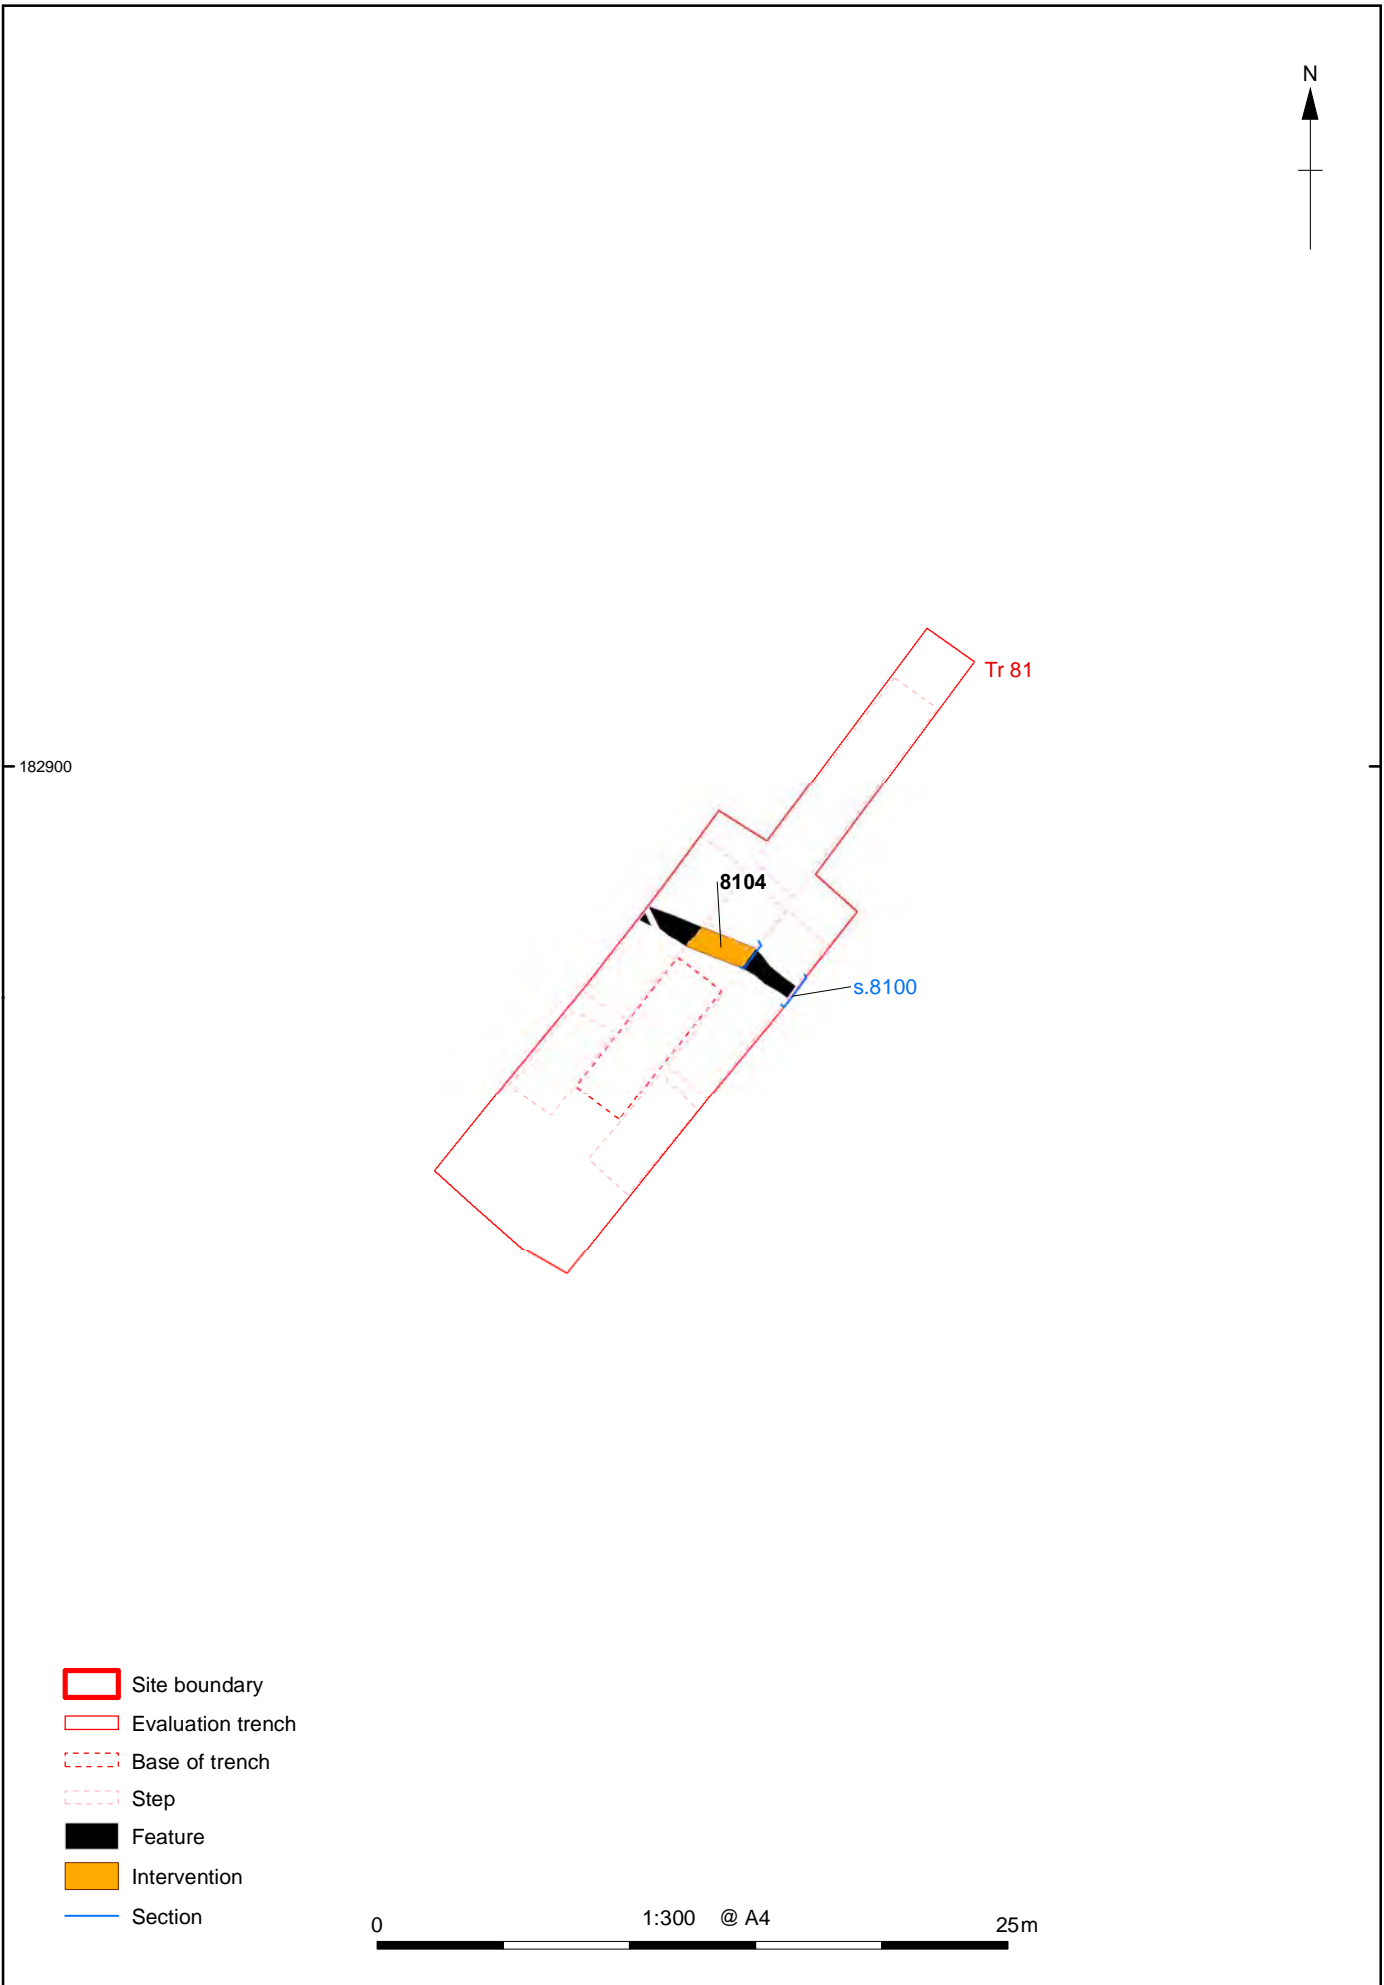 N
Tr 81
182900
8104
s.8100
Site boundary
Evaluation trench
Base of trench
Step
Feature
Intervention
Section
0 1:300 @ A4 25m